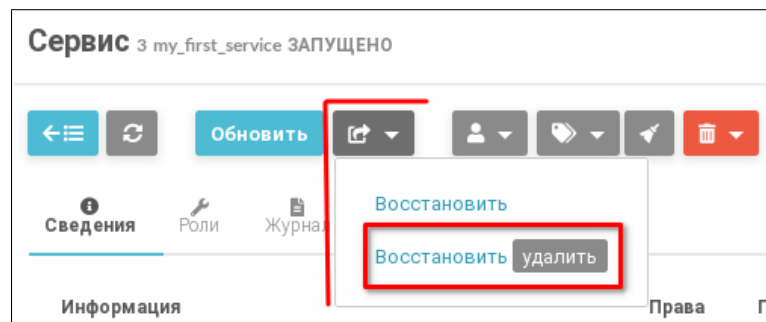 Сервис 3 my_first_service ЗАПУЩЕНО
Обновить
Восстановить
Восстановить удалить
Сведения Роли Журнал
Информация Права